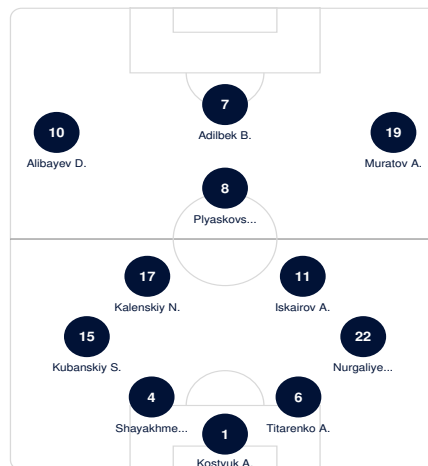 7
Adilbek B.
10
Alibayev D.
19
Muratov A.
8
Plyaskovs...
17
Kalenskiy N.
11
Iskairov A.
15
Kubanskiy S.
22
Nurgaliye...
4
Shayakhme...
6
Titarenko A.
1
Kostyuk A